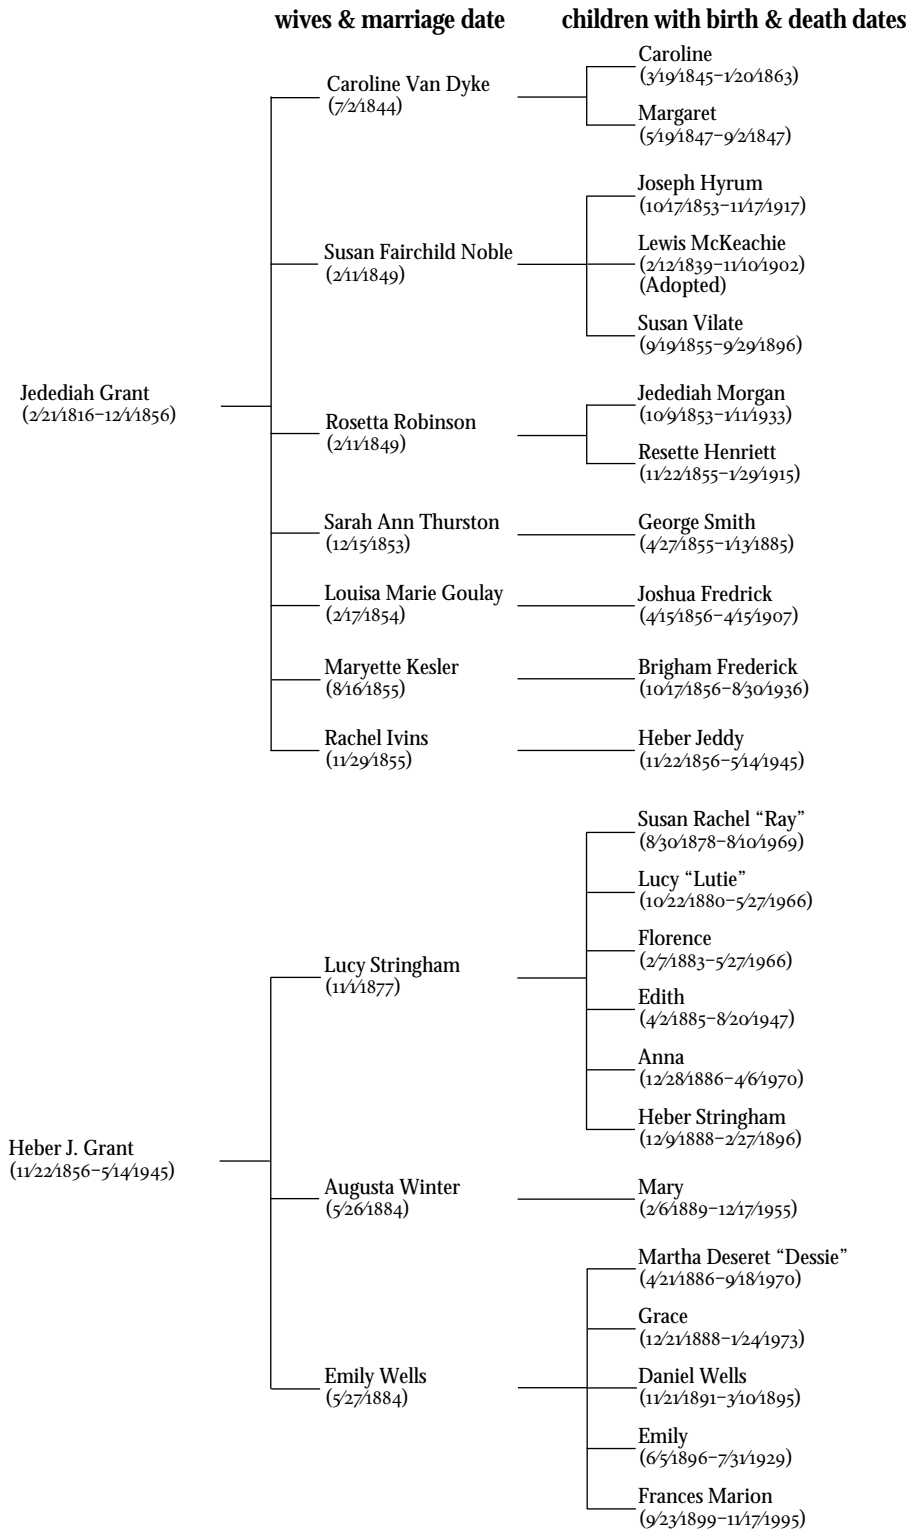 wives & marriage date
children with birth & death dates
Jedediah Grant
(2/21/1816–12/1/1856)
Caroline Van Dyke
(7/2/1844)
Caroline
(3/19/1845–1/20/1863)
Margaret
(5/19/1847–9/2/1847)
Susan Fairchild Noble
(2/11/1849)
Joseph Hyrum
(10/17/1853–11/17/1917)
Lewis McKeachie
(2/12/1839–11/10/1902)
(Adopted)
Susan Vilate
(9/19/1855–9/29/1896)
Rosetta Robinson
(2/11/1849)
Jedediah Morgan
(10/9/1853–1/11/1933)
Resette Henriett
(11/22/1855–1/29/1915)
Sarah Ann Thurston
(12/15/1853)
George Smith
(4/27/1855–1/13/1885)
Louisa Marie Goulay
(2/17/1854)
Joshua Fredrick
(4/15/1856–4/15/1907)
Maryette Kesler
(8/16/1855)
Brigham Frederick
(10/17/1856–8/30/1936)
Rachel Ivins
(11/29/1855)
Heber Jeddy
(11/22/1856–5/14/1945)
Heber J. Grant
(11/22/1856–5/14/1945)
Lucy Stringham
(11/1/1877)
Susan Rachel “Ray”
(8/30/1878–8/10/1969)
Lucy “Lutie”
(10/22/1880–5/27/1966)
Florence
(2/7/1883–5/27/1966)
Edith
(4/2/1885–8/20/1947)
Anna
(12/28/1886–4/6/1970)
Heber Stringham
(12/9/1888–2/27/1896)
Augusta Winter
(5/26/1884)
Mary
(2/6/1889–12/17/1955)
Emily Wells
(5/27/1884)
Martha Deseret “Dessie”
(4/21/1886–9/18/1970)
Grace
(12/21/1888–1/24/1973)
Daniel Wells
(11/21/1891–3/10/1895)
Emily
(6/5/1896–7/31/1929)
Frances Marion
(9/23/1899–11/17/1995)